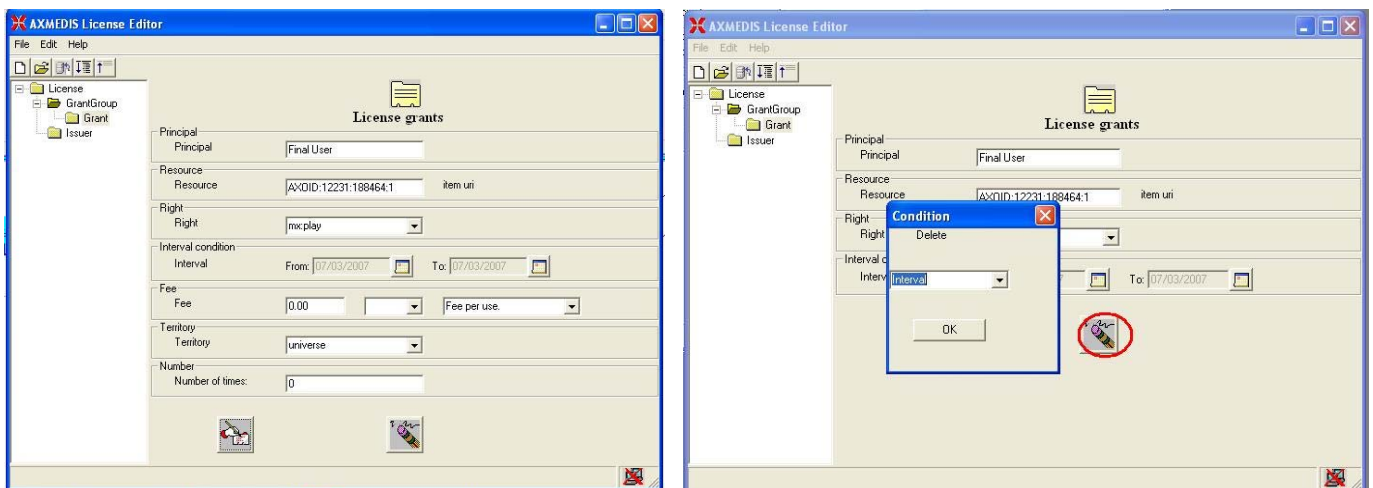 AXMEDIS License Editor
File Edit Help
License
GrantGroup
Grant
Issuer
License grants
Principal
Principal Final User
Resource
Resource AXOID:12231:188464:1 item uri
Right
Right mx:play
Interval condition
Interval From: 07/03/2007 To: 07/03/2007
Fee
Fee 0.00 Fee per use.
Territory
Territory universe
Number
Number of times: 0
AXMEDIS License Editor
File Edit Help
License
GrantGroup
Grant
Issuer
License grants
Principal
Principal Final User
Resource
Resource AXOID:12231:188464:1 item uri
Right
Right
Interval c
Interv To: 07/03/2007
Condition
Delete
Interval
OK